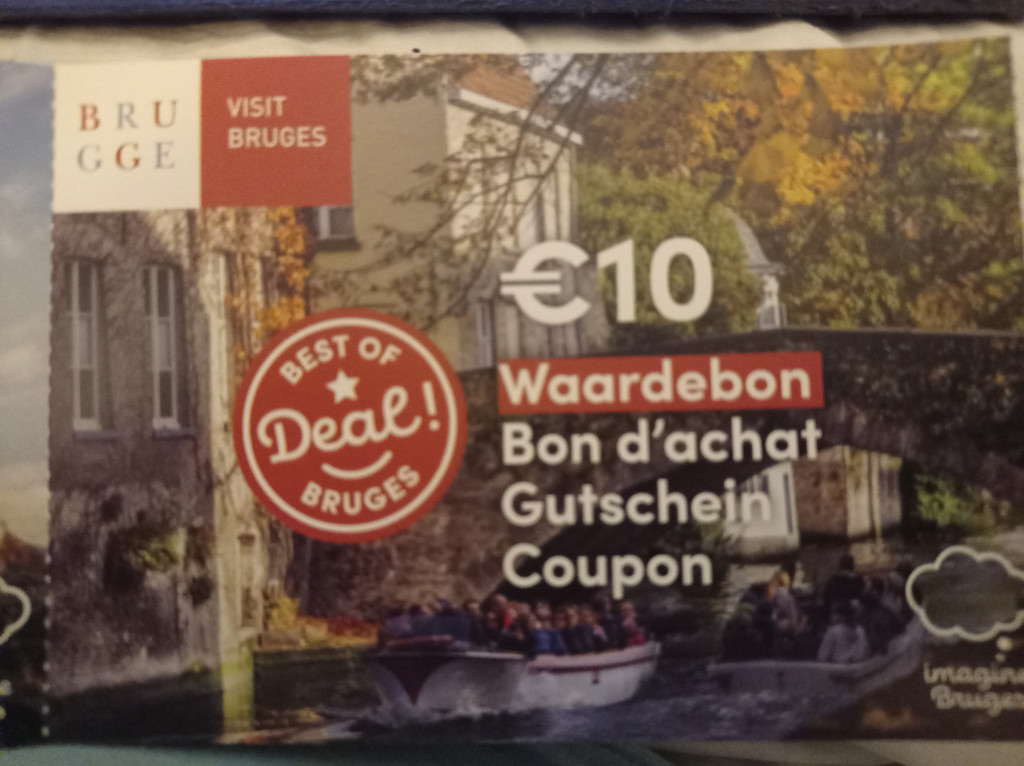 BRU
GGE
VISIT
BRUGES
€10
BEST OF
Deal!
BRUGES
Waardebon
Bon d'achat
Gutschein
Coupon
imagine
Bruges